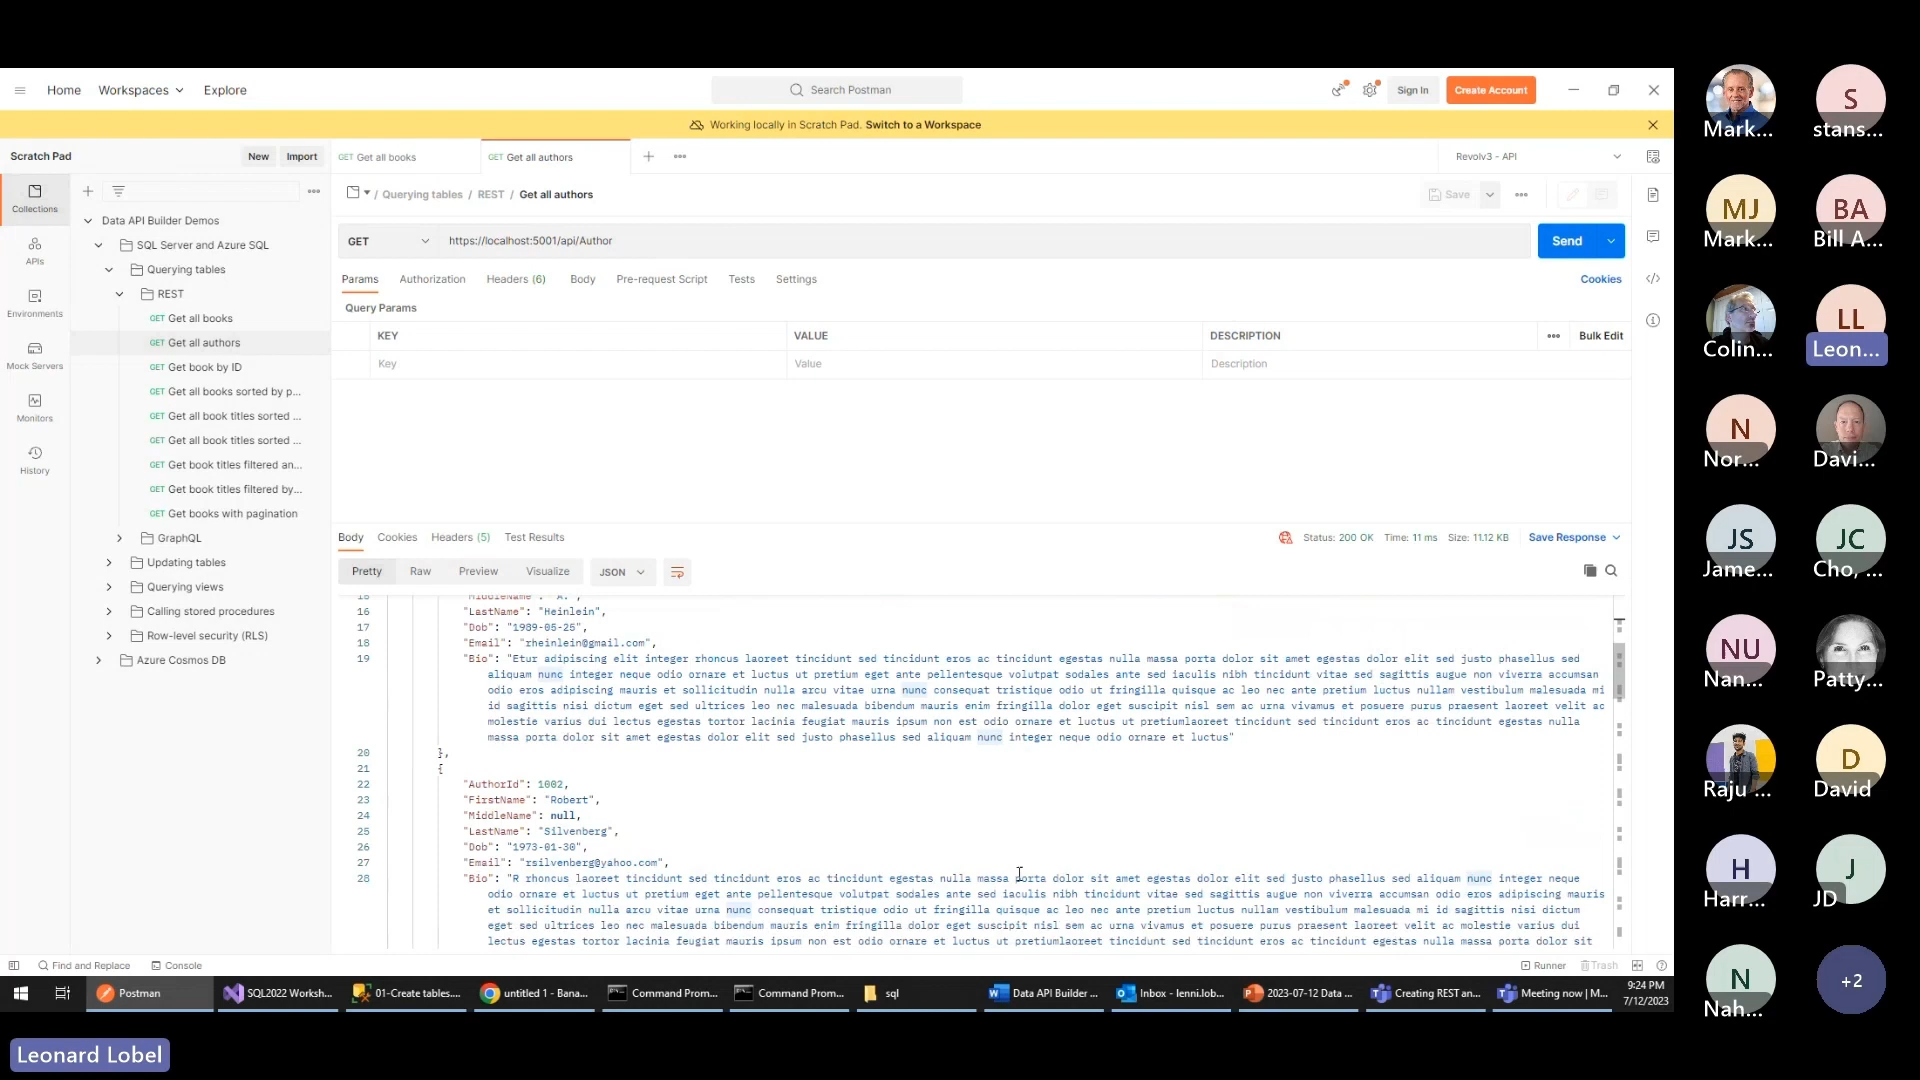 Home Workspaces Explore Search Postman Sign In Create Account
Working locally in Scratch Pad. Switch to a Workspace
Scratch Pad New Import GET Get all books GET Get all authors Revolv3 - API
Collections
APIs
Environments
Mock Servers
Monitors
History
Data API Builder Demos
SQL Server and Azure SQL
Querying tables
REST
GET Get all books
GET Get all authors
GET Get book by ID
GET Get all books sorted by p...
GET Get all book titles sorted ...
GET Get all book titles sorted ...
GET Get book titles filtered an...
GET Get book titles filtered by...
GET Get books with pagination
GraphQL
Updating tables
Querying views
Calling stored procedures
Row-level security (RLS)
Azure Cosmos DB
/ Querying tables / REST / Get all authors Save
GET https://localhost:5001/api/Author Send
Params Authorization Headers (6) Body Pre-request Script Tests Settings Cookies
Query Params
KEY VALUE DESCRIPTION Bulk Edit
Key Value Description
Body Cookies Headers (5) Test Results Status: 200 OK Time: 11 ms Size: 11.12 KB Save Response
Pretty Raw Preview Visualize JSON
15 "MiddleName": "A.",
16 "LastName": "Heinlein",
17 "Dob": "1989-05-25",
18 "Email": "rheinlein@gmail.com",
19 "Bio": "Etur adipiscing elit integer rhoncus laoreet tincidunt sed tincidunt eros ac tincidunt egestas nulla massa porta dolor sit amet egestas dolor elit sed justo phasellus sed
aliquam nunc integer neque odio ornare et luctus ut pretium eget ante pellentesque volutpat sodales ante sed iaculis nibh tincidunt vitae sed sagittis augue non viverra accumsan
odio eros adipiscing mauris et sollicitudin nulla arcu vitae urna nunc consequat tristique odio ut fringilla quisque ac leo nec ante pretium luctus nullam vestibulum malesuada mi
id sagittis nisi dictum eget sed ultrices leo nec malesuada bibendum mauris enim fringilla dolor eget suscipit nisl sem ac urna vivamus et posuere purus praesent laoreet velit ac
molestie varius dui lectus egestas tortor lacinia feugiat mauris ipsum non est odio ornare et luctus ut pretiumlaoreet tincidunt sed tincidunt eros ac tincidunt egestas nulla
massa porta dolor sit amet egestas dolor elit sed justo phasellus sed aliquam nunc integer neque odio ornare et luctus"
20 },
21 {
22 "AuthorId": 1002,
23 "FirstName": "Robert",
24 "MiddleName": null,
25 "LastName": "Silvenberg",
26 "Dob": "1973-01-30",
27 "Email": "rsilvenberg@yahoo.com",
28 "Bio": "R rhoncus laoreet tincidunt sed tincidunt eros ac tincidunt egestas nulla massa porta dolor sit amet egestas dolor elit sed justo phasellus sed aliquam nunc integer neque
odio ornare et luctus ut pretium eget ante pellentesque volutpat sodales ante sed iaculis nibh tincidunt vitae sed sagittis augue non viverra accumsan odio eros adipiscing mauris
et sollicitudin nulla arcu vitae urna nunc consequat tristique odio ut fringilla quisque ac leo nec ante pretium luctus nullam vestibulum malesuada mi id sagittis nisi dictum
eget sed ultrices leo nec malesuada bibendum mauris enim fringilla dolor eget suscipit nisl sem ac urna vivamus et posuere purus praesent laoreet velit ac molestie varius dui
lectus egestas tortor lacinia feugiat mauris ipsum non est odio ornare et luctus ut pretiumlaoreet tincidunt sed tincidunt eros ac tincidunt egestas nulla massa porta dolor sit
Find and Replace Console Runner Trash
Postman SQL2022 Worksh... 01-Create tables.... untitled 1 - Bana... Command Prom... Command Prom... sql Data API Builder ... Inbox - lenni.lob... 2023-07-12 Data ... Creating REST an... Meeting now | M... 9:24 PM
7/12/2023
S
Mark... stans...
MJ BA
Mark... Bill A...
LL
Colin... Leon...
N
Nor... Davi...
JS JC
Jame... Cho, ...
NU
Nan... Patty...
D
Raju ... David
H J
Harr... JD
N +2
Nah...
Leonard Lobel